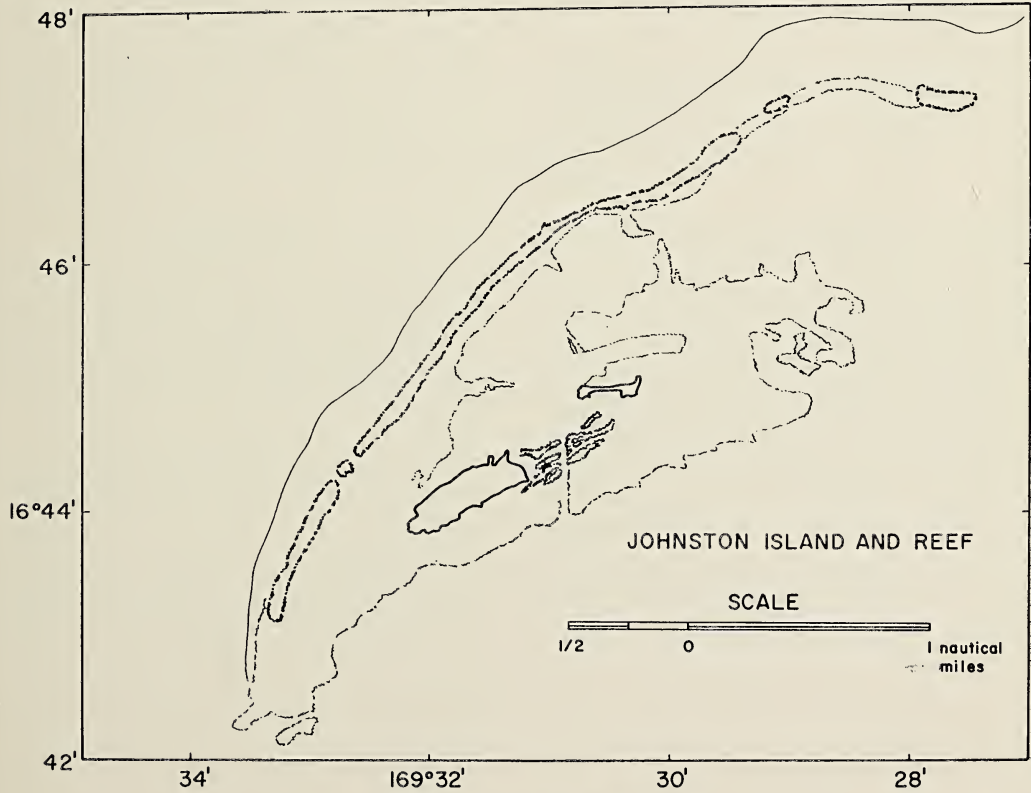 48'
46'
16°44'
JOHNSTON ISLAND AND REEF
SCALE
1/2 0 1 nautical
miles
42'
34' 169°32' 30' 28'